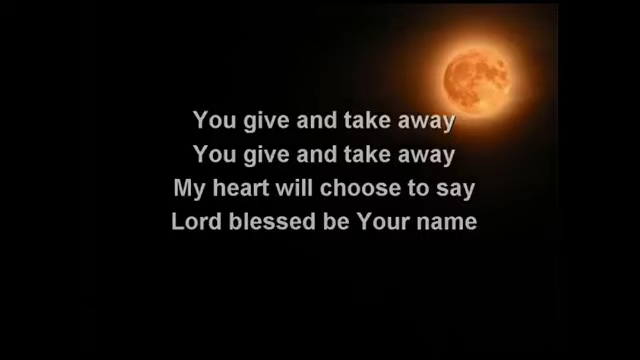 You give and take away
You give and take away
My heart will choose to say
Lord blessed be Your name